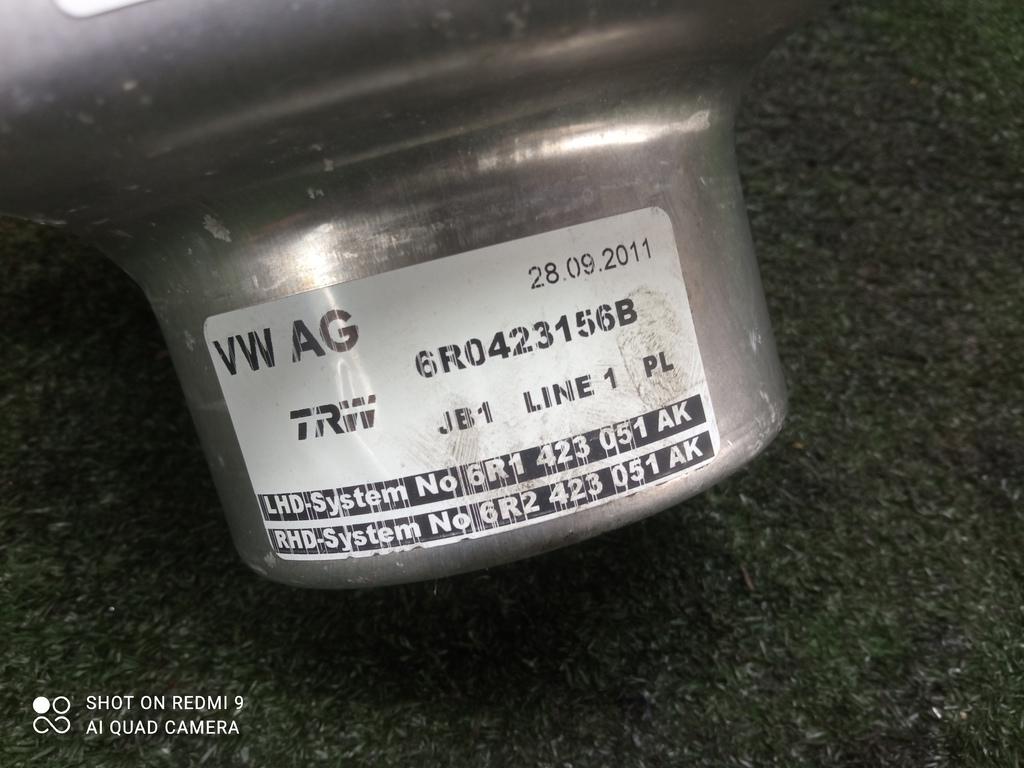 28.09.2011
VW AG
6R0423156B
TRW JB1 LINE 1 PL
LHD-System No 6R1 423 051 AK
RHD-System No 6R2 423 051 AK
SHOT ON REDMI 9
AI QUAD CAMERA